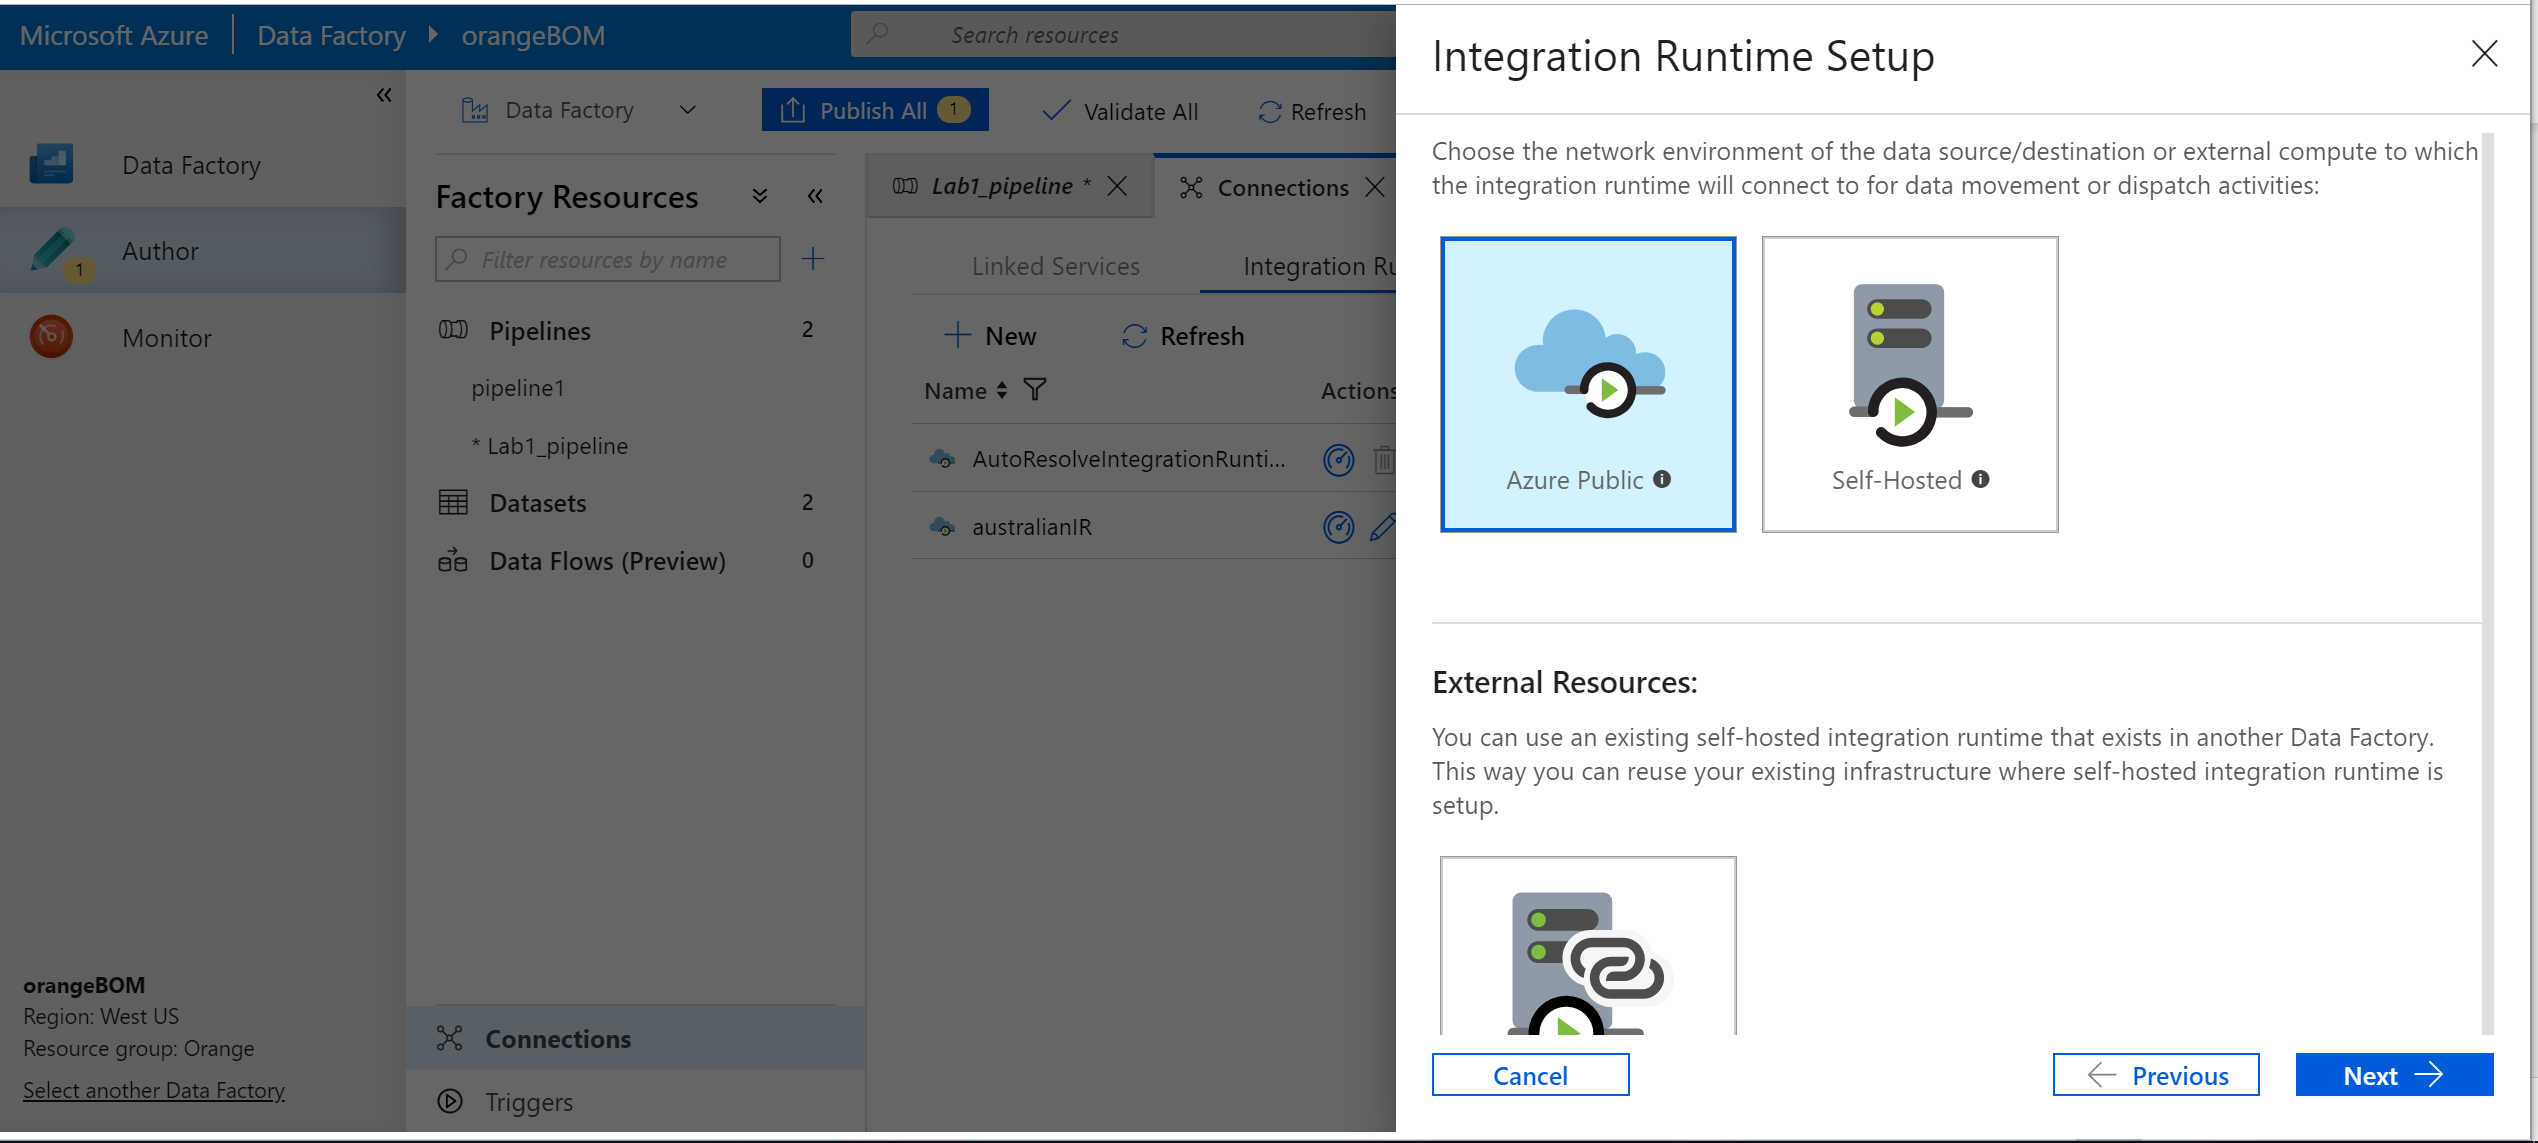 Microsoft Azure
Data Factory
orangeBOM
Search resources
Data Factory
Author
1
Monitor
orangeBOM
Region: West US
Resource group: Orange
Select another Data Factory
Data Factory
Publish All 1
Validate All
Refresh
Factory Resources
Filter resources by name
Pipelines 2
pipeline1
* Lab1_pipeline
Datasets 2
Data Flows (Preview) 0
Connections
Triggers
Lab1_pipeline *
Connections
Linked Services
Integration Ru
New
Refresh
Name
Actions
AutoResolveIntegrationRunti...
australianIR
Integration Runtime Setup
Choose the network environment of the data source/destination or external compute to which
the integration runtime will connect to for data movement or dispatch activities:
Azure Public
Self-Hosted
External Resources:
You can use an existing self-hosted integration runtime that exists in another Data Factory.
This way you can reuse your existing infrastructure where self-hosted integration runtime is
setup.
Cancel
Previous
Next